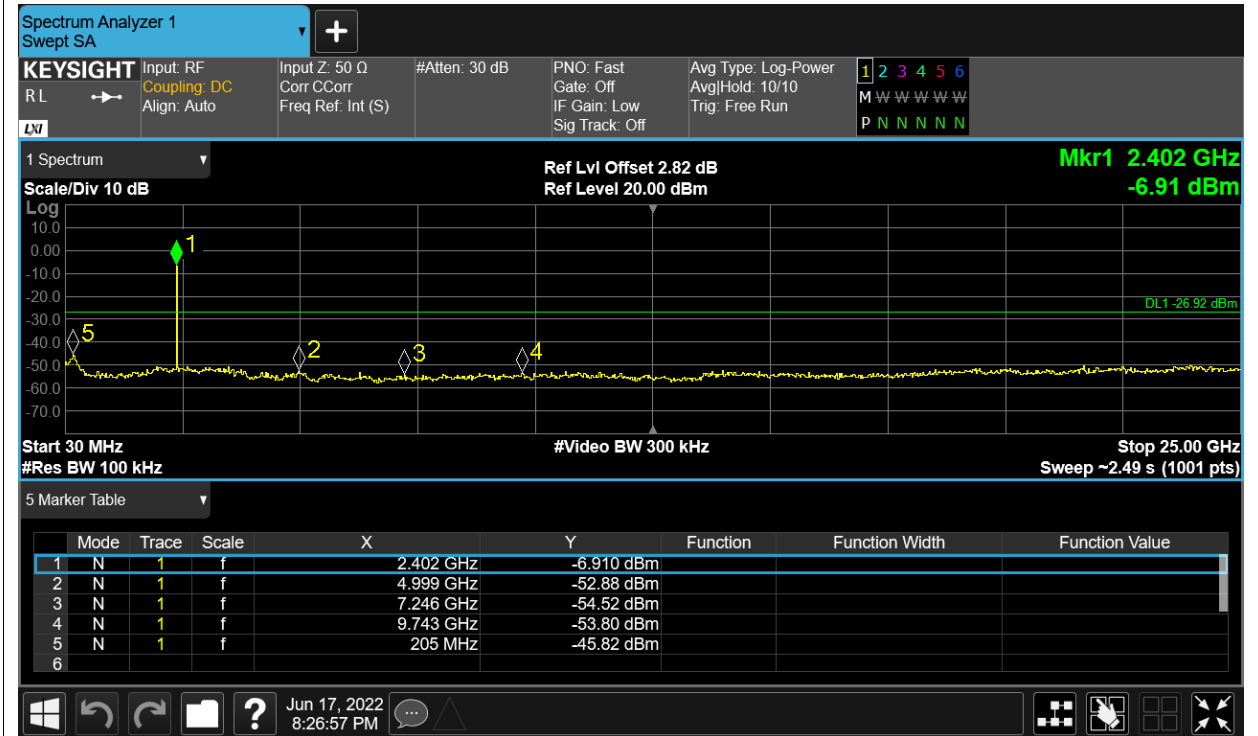 Spectrum Analyzer 1
Swept SA
KEYSIGHT
R L
LXI
Input: RF
Coupling: DC
Align: Auto
Input Z: 50 Ω
Corr CCorr
Freq Ref: Int (S)
#Atten: 30 dB
PNO: Fast
Gate: Off
IF Gain: Low
Sig Track: Off
Avg Type: Log-Power
Avg|Hold: 10/10
Trig: Free Run
1 2 3 4 5 6
M W W W W W
P N N N N N
1 Spectrum
Scale/Div 10 dB
Ref Lvl Offset 2.82 dB
Ref Level 20.00 dBm
Mkr1 2.402 GHz
-6.91 dBm
Log
10.0
0.00
-10.0
-20.0
-30.0
-40.0
-50.0
-60.0
-70.0
1
DL1 -26.92 dBm
5
2
3
4
Start 30 MHz
#Video BW 300 kHz
Stop 25.00 GHz
#Res BW 100 kHz
Sweep ~2.49 s (1001 pts)
5 Marker Table
Mode Trace Scale X Y Function Function Width Function Value
1 N 1 f 2.402 GHz -6.910 dBm
2 N 1 f 4.999 GHz -52.88 dBm
3 N 1 f 7.246 GHz -54.52 dBm
4 N 1 f 9.743 GHz -53.80 dBm
5 N 1 f 205 MHz -45.82 dBm
6
?
Jun 17, 2022
8:26:57 PM